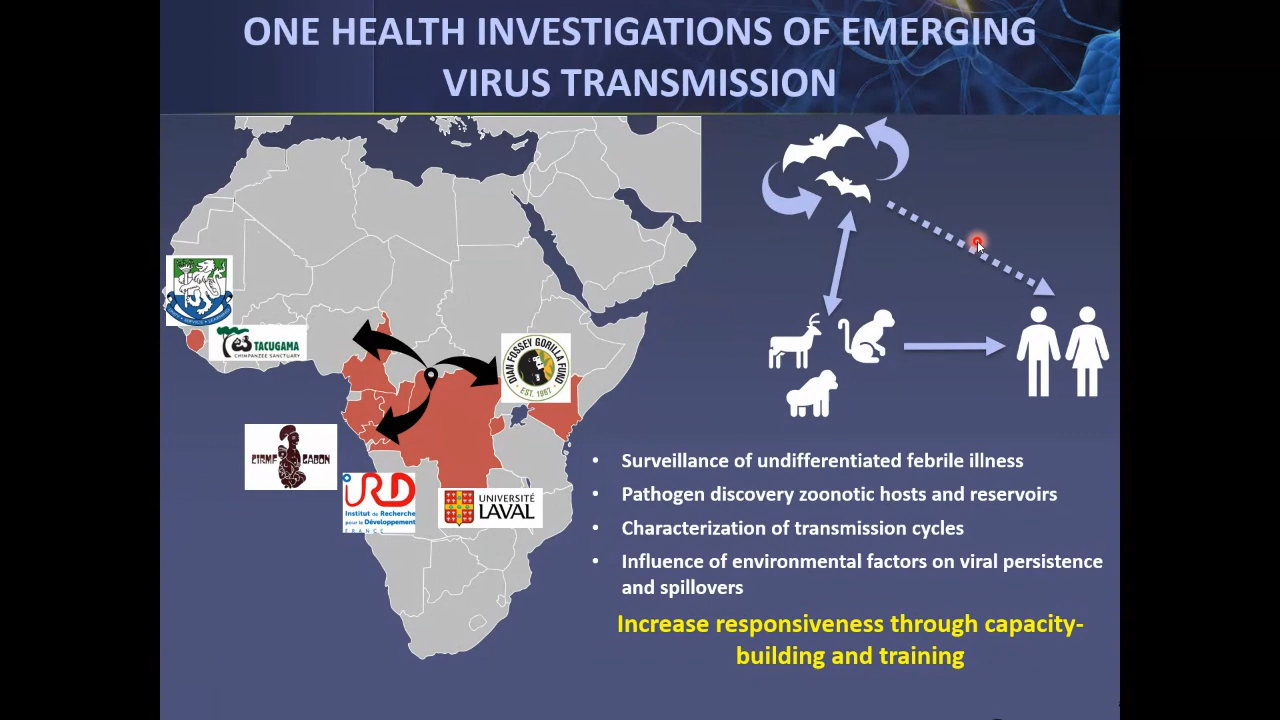 ONE HEALTH INVESTIGATIONS OF EMERGING
VIRUS TRANSMISSION
TACUGAMA
CHIMPANZEE SANCTUARY
DIAN FOSSEY GORILLA FUND
EST. 1967
CIRMF GABON
IRD
Institut de Recherche
pour le Développement
FRANCE
UNIVERSITÉ
LAVAL
• Surveillance of undifferentiated febrile illness
• Pathogen discovery zoonotic hosts and reservoirs
• Characterization of transmission cycles
• Influence of environmental factors on viral persistence
and spillovers
Increase responsiveness through capacity-
building and training